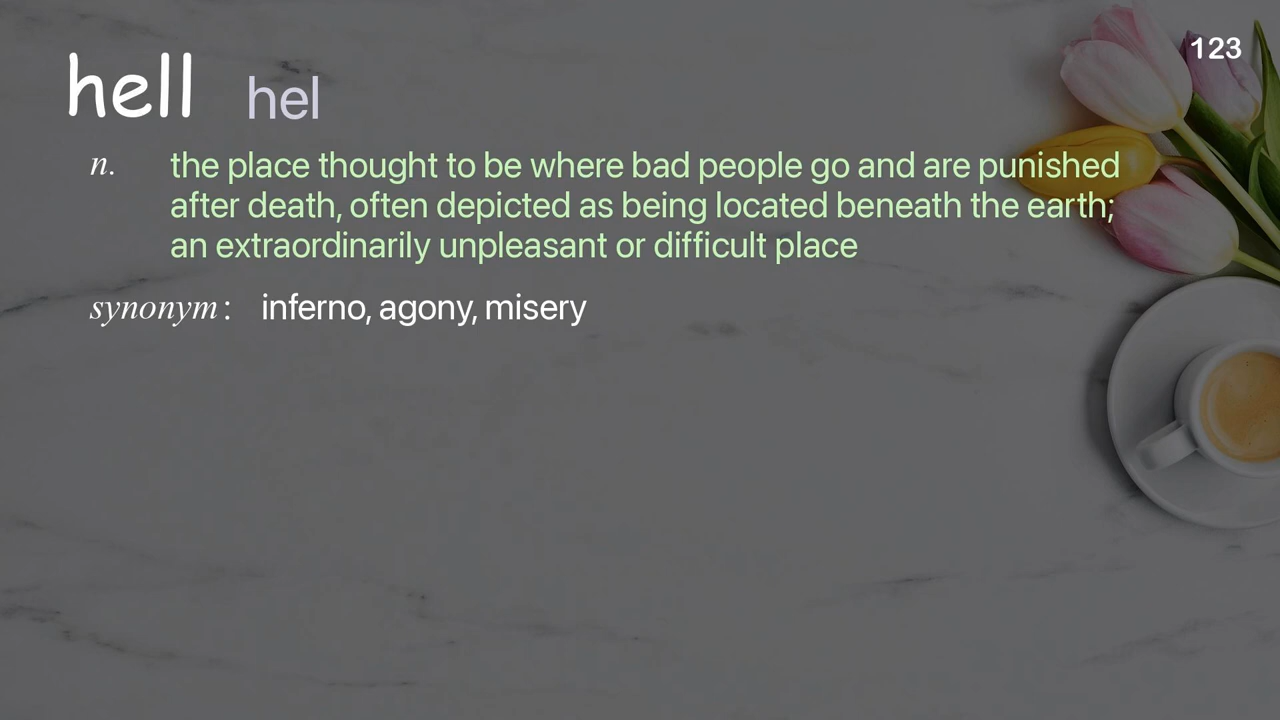 123
hell hel
n. the place thought to be where bad people go and are punished
after death, often depicted as being located beneath the earth;
an extraordinarily unpleasant or difficult place
synonym : inferno, agony, misery